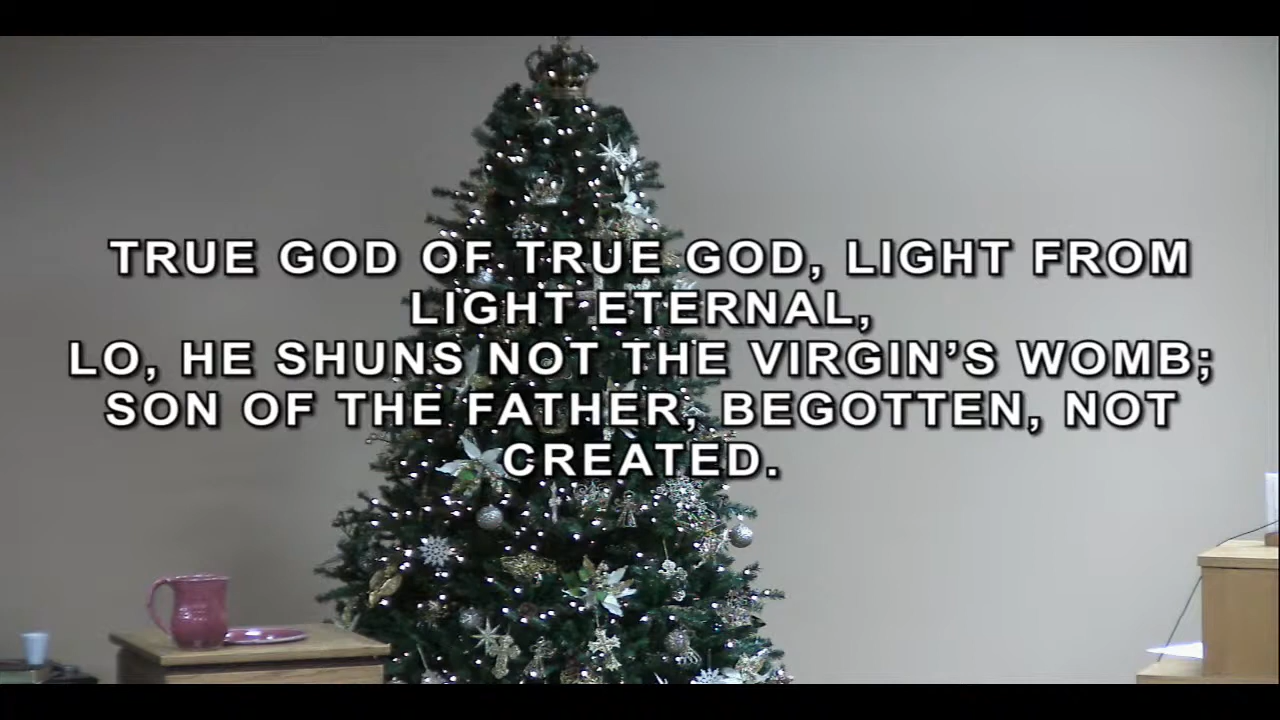 TRUE GOD OF TRUE GOD, LIGHT FROM
LIGHT ETERNAL,
LO, HE SHUNS NOT THE VIRGIN’S WOMB;
SON OF THE FATHER, BEGOTTEN, NOT
CREATED.